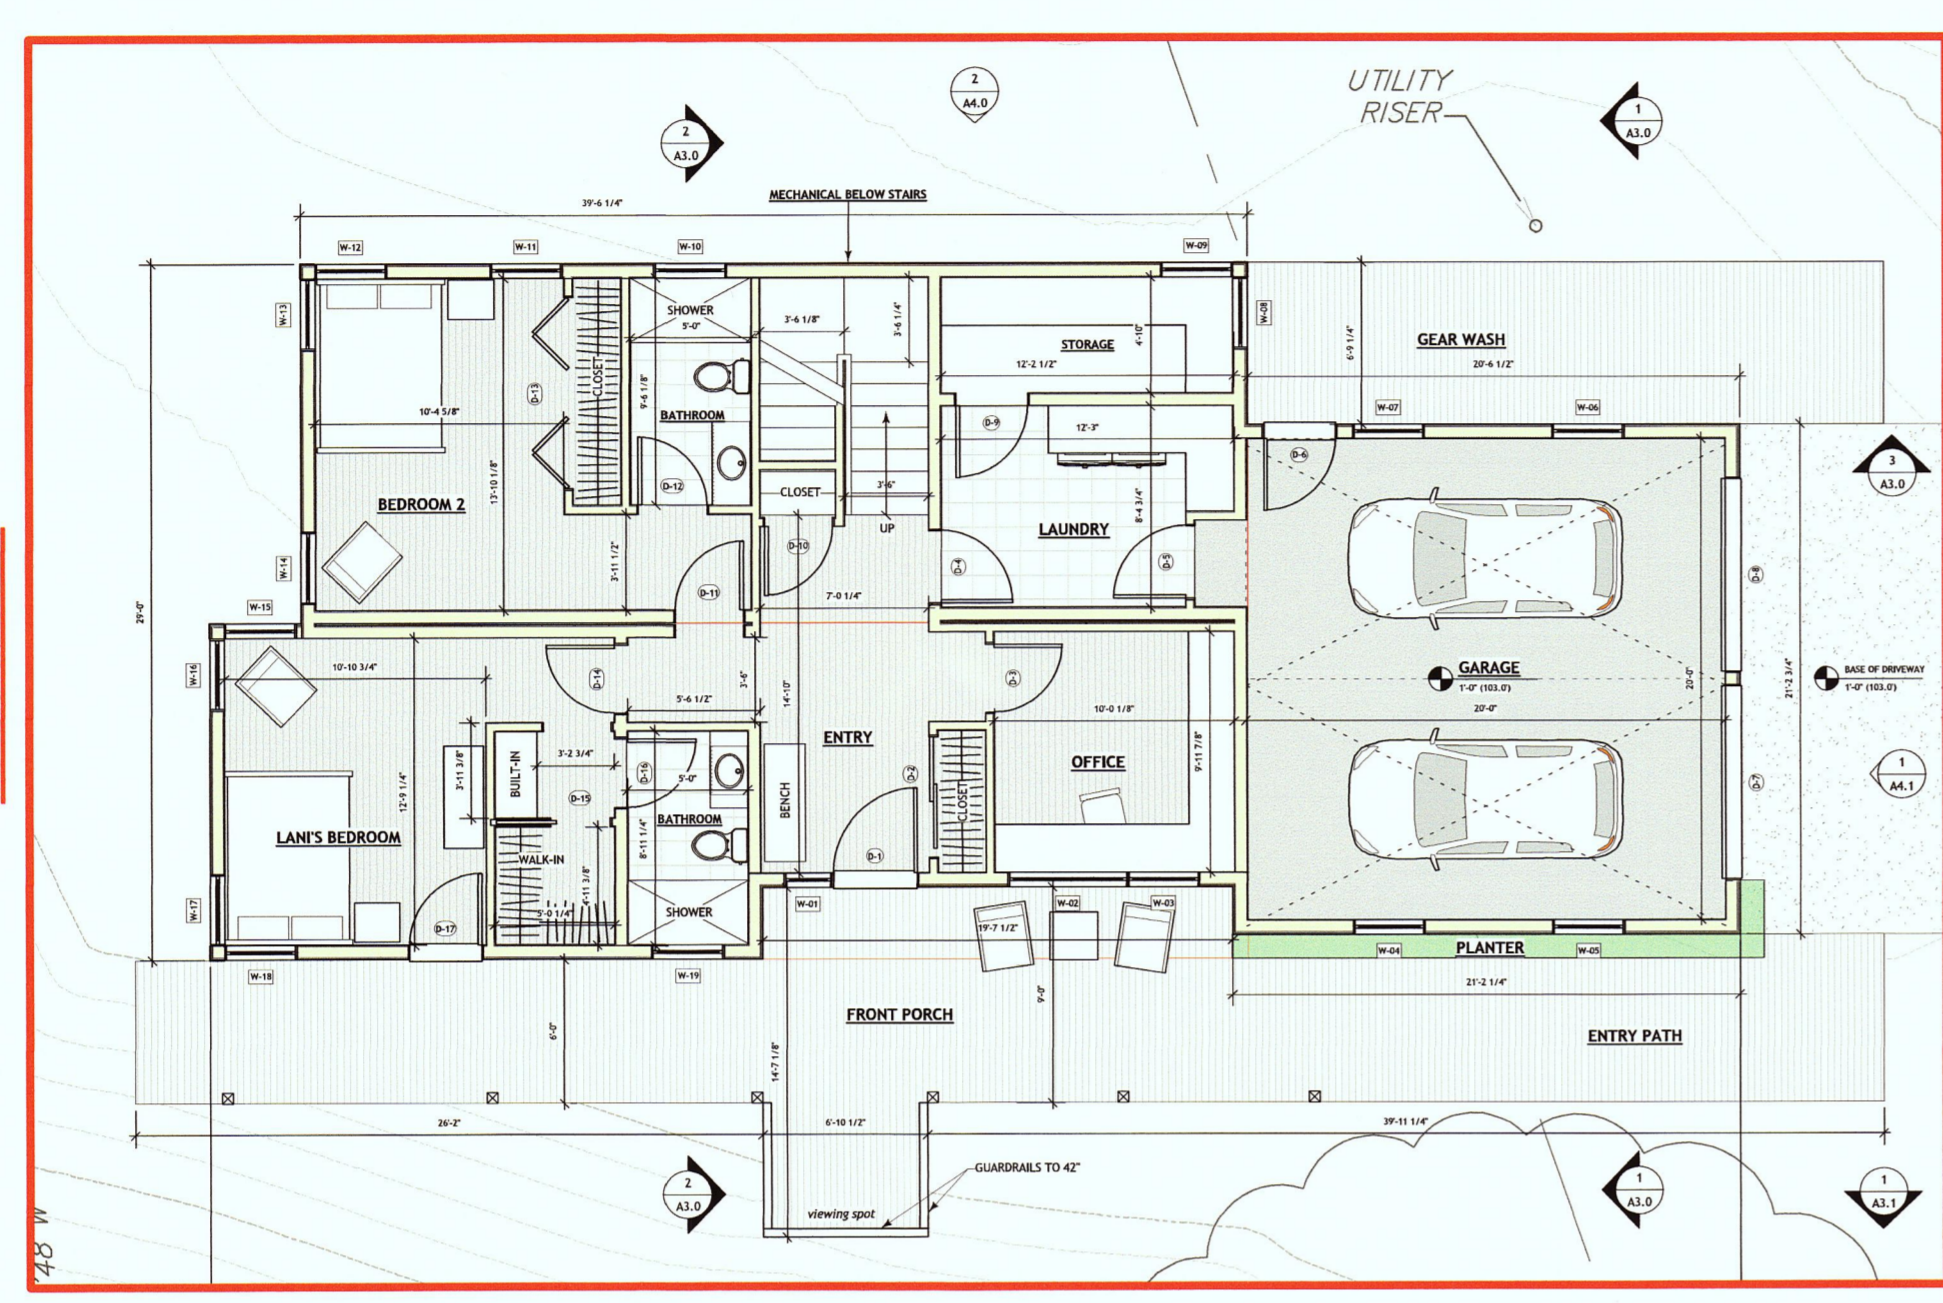 2
A4.0
UTILITY
RISER
1
A3.0
2
A3.0
MECHANICAL BELOW STAIRS
39'-6 1/4"
W-12
W-11
W-10
W-09
W-13
W-08
SHOWER
5'-0"
3'-6 1/8"
3'-6 1/4"
STORAGE
4'-10"
12'-2 1/2"
6'-9 1/4"
GEAR WASH
20'-6 1/2"
CLOSET
D-13
10'-4 5/8"
9'-6 1/8"
BATHROOM
D-9
12'-3"
W-07
W-06
D-6
3
A3.0
13'-10 1/8"
BEDROOM 2
D-12
CLOSET
3'-6"
UP
8'-4 3/4"
LAUNDRY
W-14
3'-11 1/2"
D-10
D-4
D-5
D-8
D-11
7'-0 1/4"
29'-0"
W-15
W-16
10'-10 3/4"
D-14
5'-6 1/2"
3'-6"
14'-10"
D-3
10'-0 1/8"
GARAGE
1'-0" (103.0')
20'-0"
20'-0"
21'-2 3/4"
BASE OF DRIVEWAY
1'-0" (103.0')
ENTRY
9'-11 7/8"
OFFICE
3'-11 3/8"
12'-9 1/4"
BUILT-IN
3'-2 3/4"
D-15
D-16
5'-0"
D-2
BENCH
CLOSET
D-7
1
A4.1
LANI'S BEDROOM
BATHROOM
8'-11 1/4"
WALK-IN
4'-11 3/8"
5'-0 1/4"
D-1
W-17
D-17
SHOWER
W-01
W-02
W-03
19'-7 1/2"
W-04
PLANTER
W-05
W-18
W-19
21'-2 1/4"
9'-0"
FRONT PORCH
6'-0"
14'-7 1/8"
ENTRY PATH
26'-2"
6'-10 1/2"
39'-11 1/4"
GUARDRAILS TO 42"
2
A3.0
viewing spot
1
A3.0
1
A3.1
'48 W